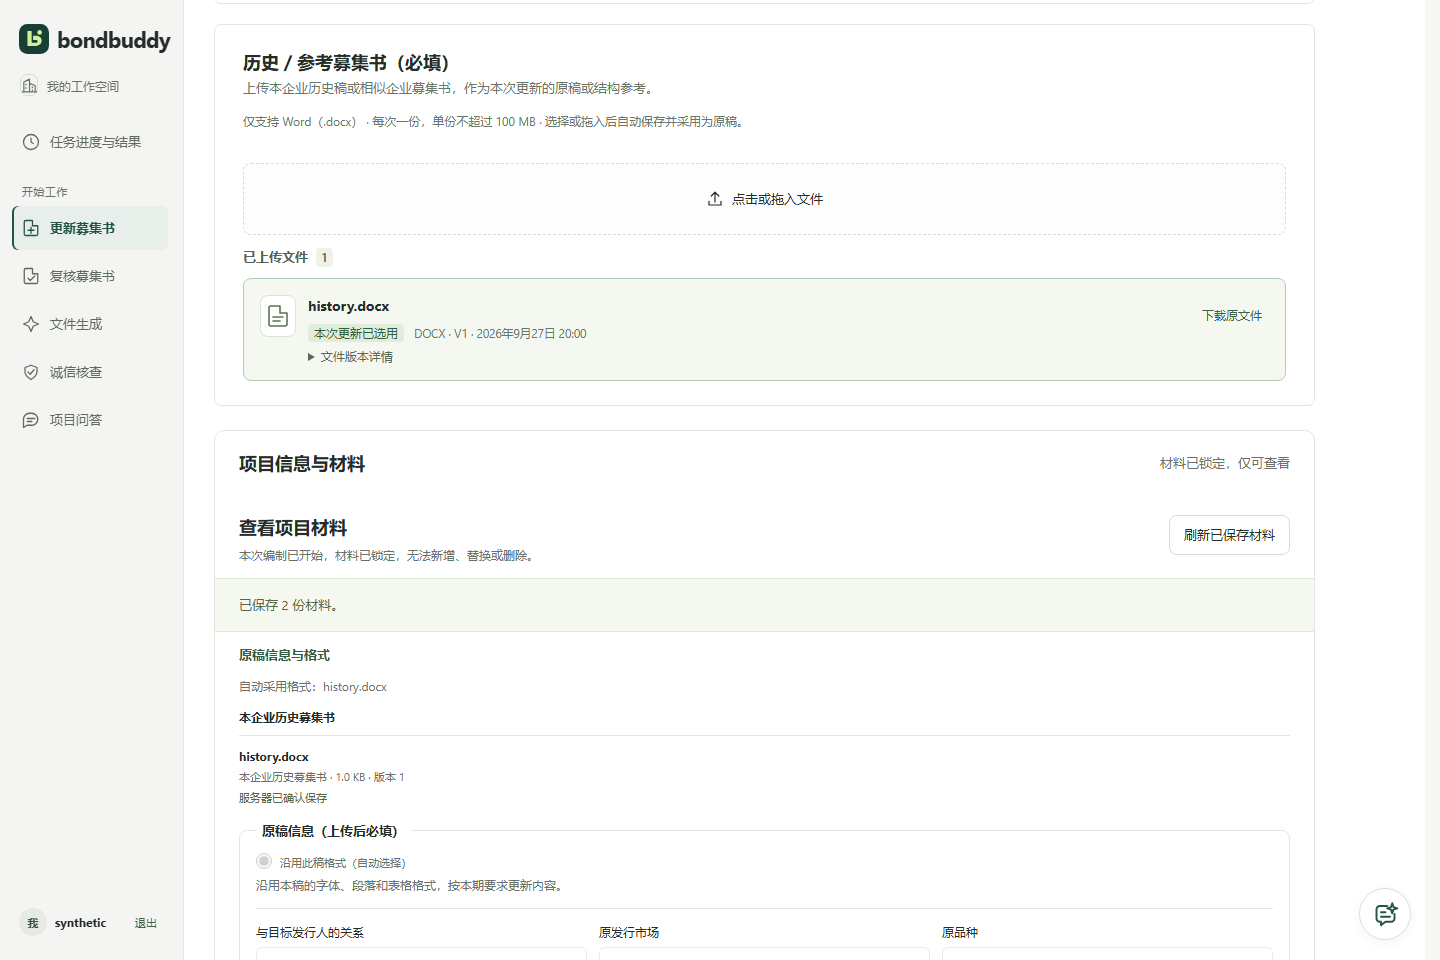 bondbuddy
我的工作空间
任务进度与结果
开始工作
更新募集书
复核募集书
文件生成
诚信核查
项目问答
我 synthetic 退出
历史 / 参考募集书（必填）
上传本企业历史稿或相似企业募集书，作为本次更新的原稿或结构参考。
仅支持 Word（.docx） · 每次一份，单份不超过 100 MB · 选择或拖入后自动保存并采用为原稿。
点击或拖入文件
已上传文件 1
history.docx
本次更新已选用 DOCX · V1 · 2026年9月27日 20:00
文件版本详情
下载原文件
项目信息与材料
材料已锁定，仅可查看
查看项目材料
本次编制已开始，材料已锁定，无法新增、替换或删除。
刷新已保存材料
已保存 2 份材料。
原稿信息与格式
自动采用格式：history.docx
本企业历史募集书
history.docx
本企业历史募集书 · 1.0 KB · 版本 1
服务器已确认保存
原稿信息（上传后必填）
沿用此稿格式（自动选择）
沿用本稿的字体、段落和表格格式，按本期要求更新内容。
与目标发行人的关系 原发行市场 原品种